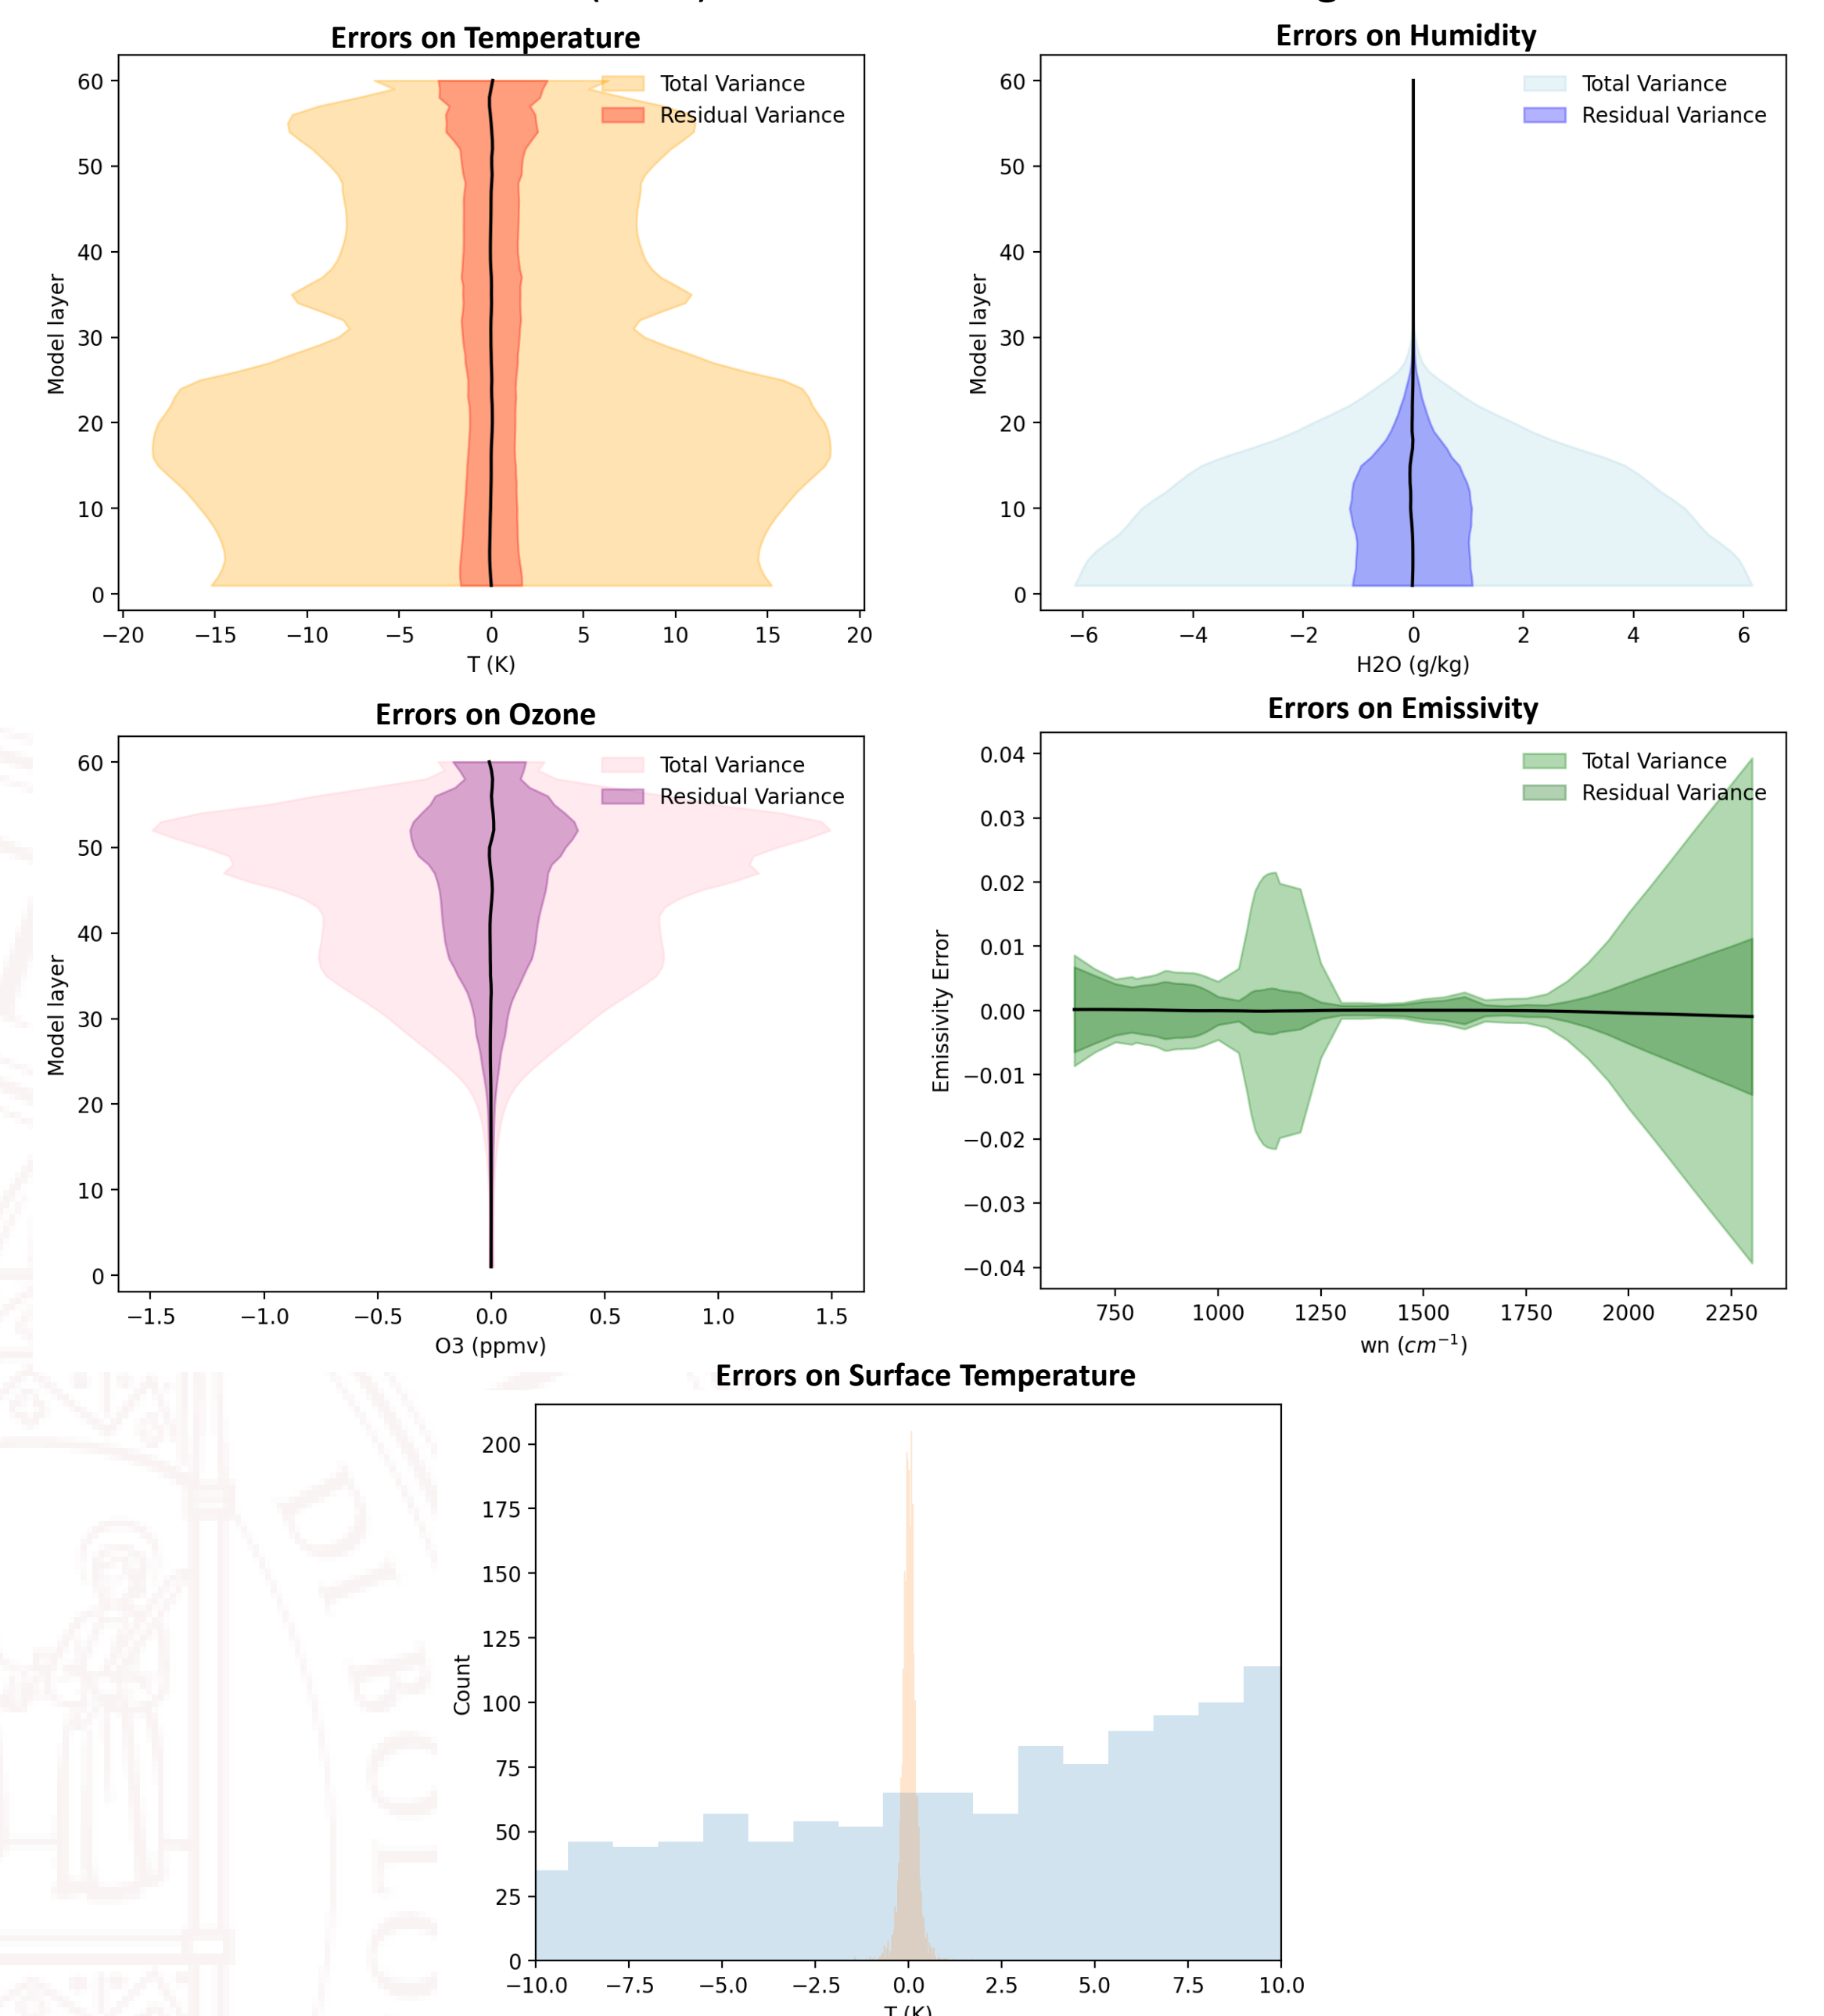 Errors on Temperature
Total Variance
Residual Variance
60
50
40
30
20
10
0
Model layer
−20 −15 −10 −5 0 5 10 15 20
T (K)
Errors on Humidity
Total Variance
Residual Variance
60
50
40
30
20
10
0
Model layer
−6 −4 −2 0 2 4 6
H2O (g/kg)
Errors on Ozone
Total Variance
Residual Variance
60
50
40
30
20
10
0
Model layer
−1.5 −1.0 −0.5 0.0 0.5 1.0 1.5
O3 (ppmv)
Errors on Emissivity
Total Variance
Residual Variance
0.04
0.03
0.02
0.01
0.00
−0.01
−0.02
−0.03
−0.04
Emissivity Error
750 1000 1250 1500 1750 2000 2250
wn (cm⁻¹)
Errors on Surface Temperature
200
175
150
125
100
75
50
25
0
Count
−10.0 −7.5 −5.0 −2.5 0.0 2.5 5.0 7.5 10.0
T (K)
DI BOLO